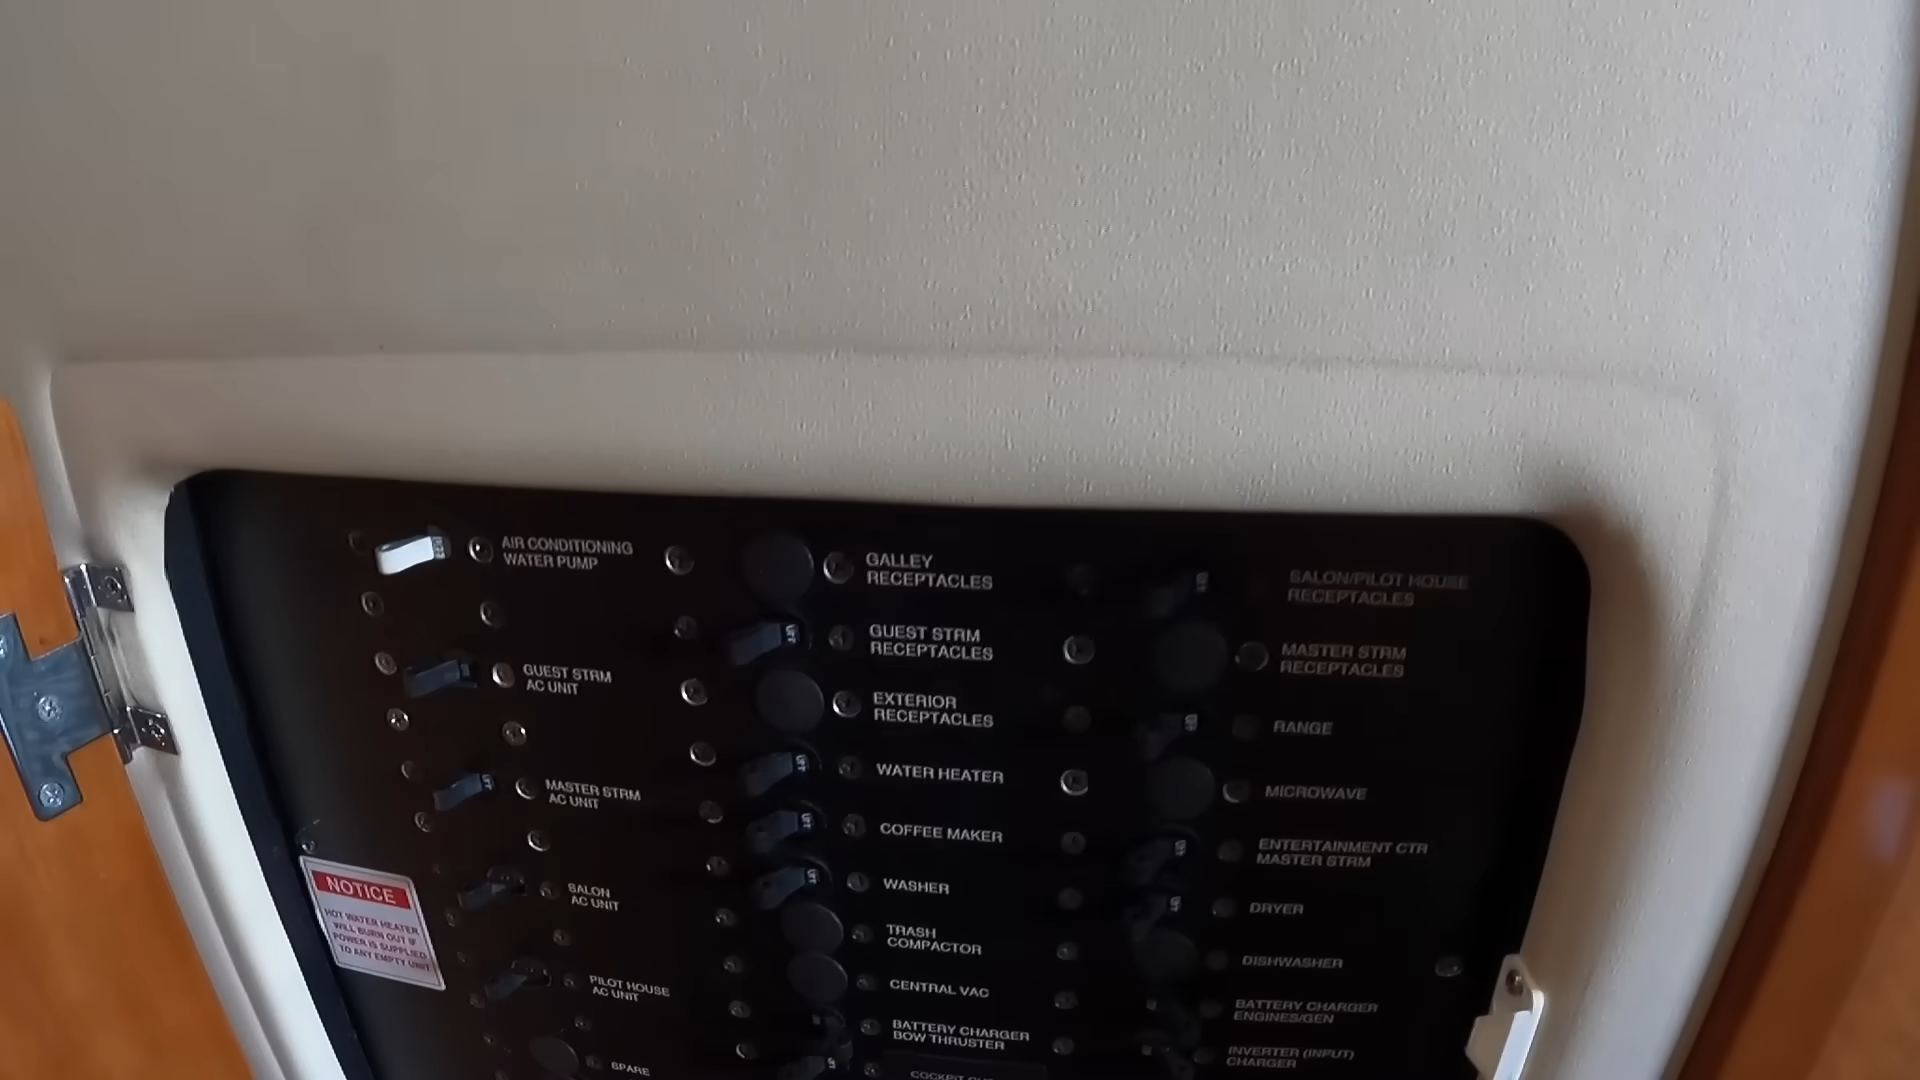 AIR CONDITIONING
WATER PUMP
GUEST STRM
AC UNIT
MASTER STRM
AC UNIT
SALON
AC UNIT
PILOT HOUSE
AC UNIT
SPARE
NOTICE
HOT WATER HEATER
WILL BURN OUT IF
POWER IS SUPPLIED
TO ANY EMPTY UNIT
GALLEY
RECEPTACLES
GUEST STRM
RECEPTACLES
EXTERIOR
RECEPTACLES
WATER HEATER
COFFEE MAKER
WASHER
TRASH
COMPACTOR
CENTRAL VAC
BATTERY CHARGER
BOW THRUSTER
COCKPIT
SALON/PILOT HOUSE
RECEPTACLES
MASTER STRM
RECEPTACLES
RANGE
MICROWAVE
ENTERTAINMENT CTR
MASTER STRM
DRYER
DISHWASHER
BATTERY CHARGER
ENGINES/GEN
INVERTER (INPUT)
CHARGER